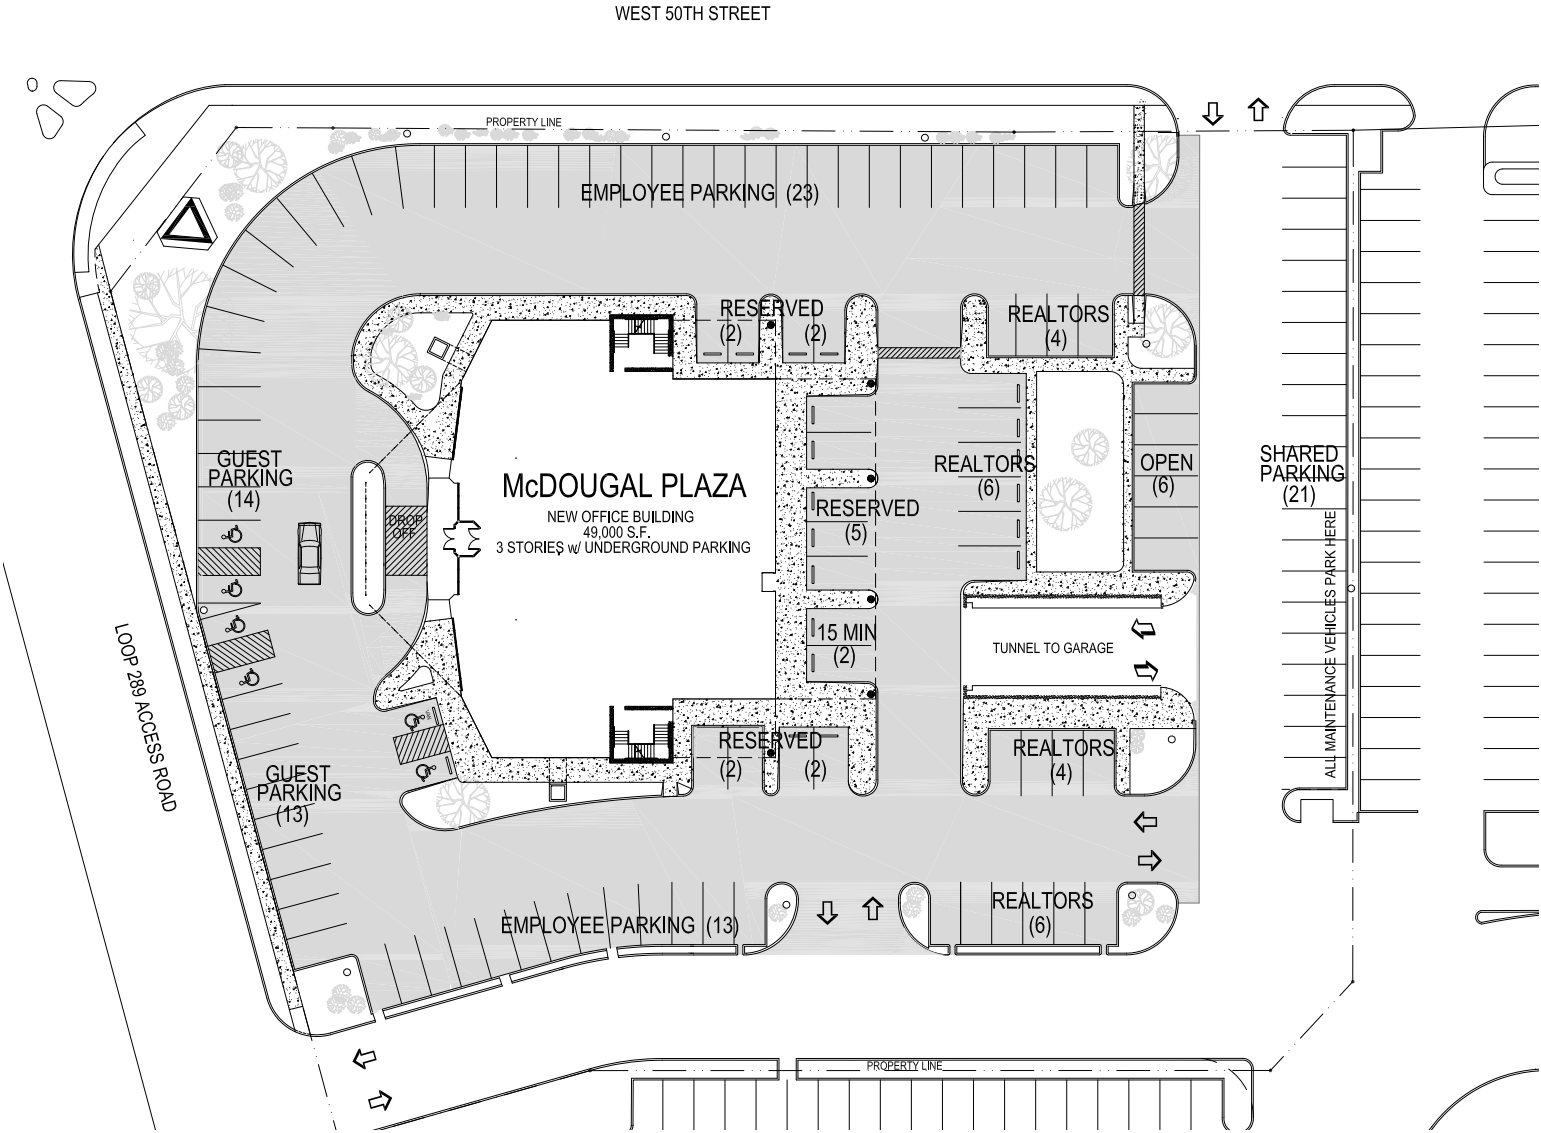 WEST 50TH STREET
PROPERTY LINE
EMPLOYEE PARKING (23)
RESERVED
(2)
(2)
REALTORS
(4)
GUEST
PARKING
(14)
DROP
OFF
McDOUGAL PLAZA
NEW OFFICE BUILDING
49,000 S.F.
3 STORIES w/ UNDERGROUND PARKING
RESERVED
(5)
REALTORS
(6)
OPEN
(6)
SHARED
PARKING
(21)
ALL MAINTENANCE VEHICLES PARK HERE
15 MIN
(2)
TUNNEL TO GARAGE
LOOP 289 ACCESS ROAD
RESERVED
(2)
(2)
REALTORS
(4)
GUEST
PARKING
(13)
EMPLOYEE PARKING (13)
REALTORS
(6)
PROPERTY LINE